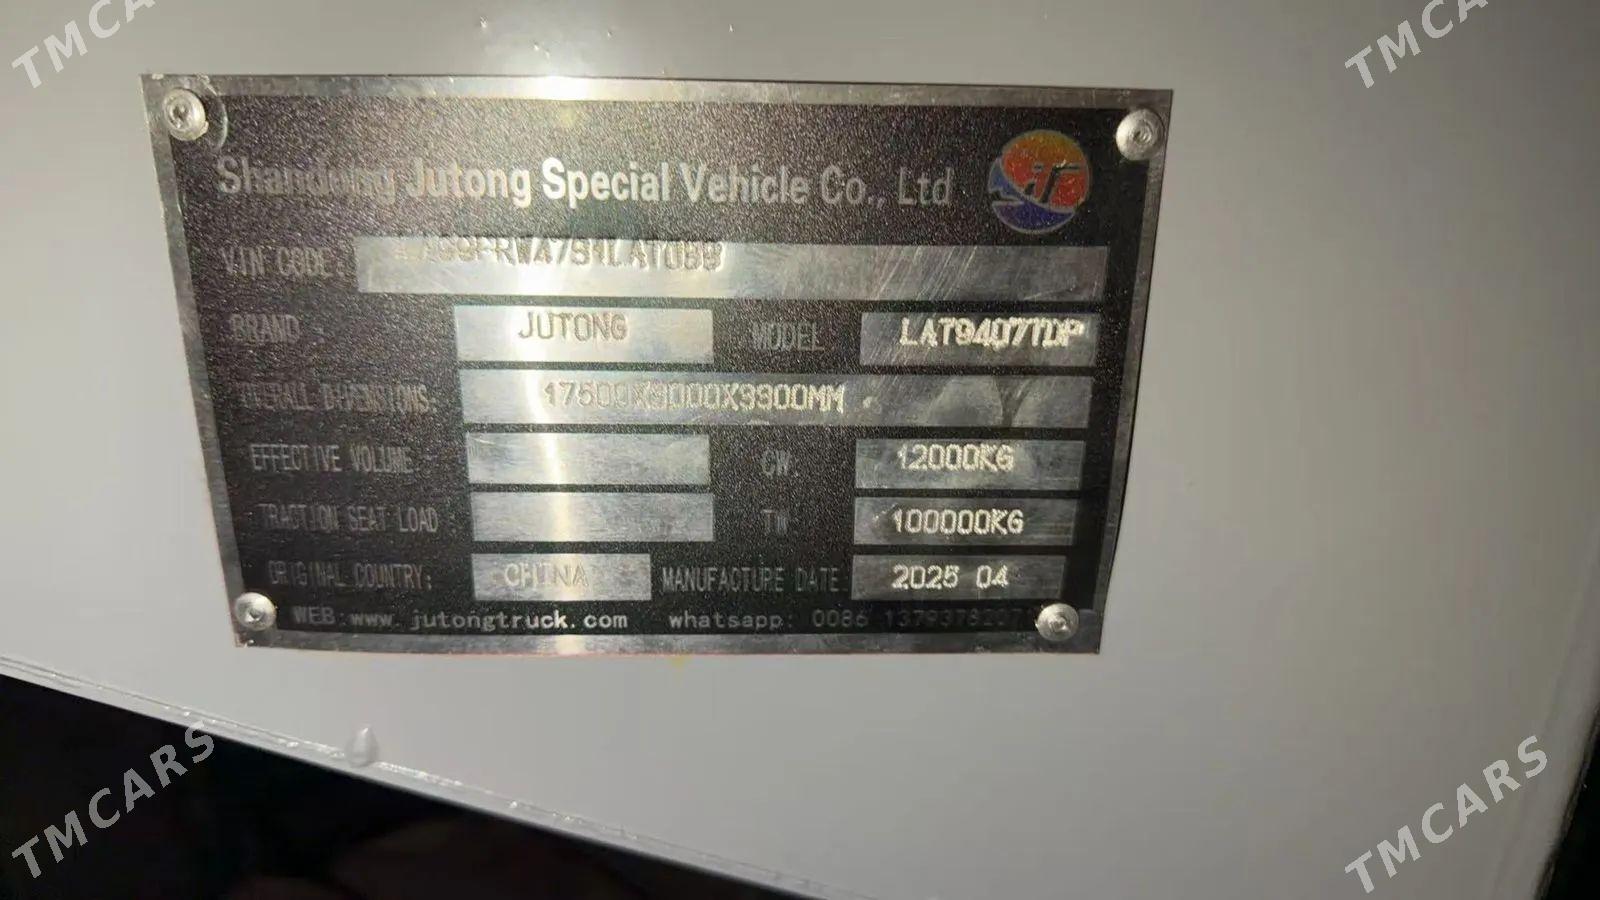 TMCARS
TMCARS
Shandong Jutong Special Vehicle Co., Ltd
VIN CODE:
BRAND JUTONG MODEL LAT9407TDP
OVERALL DIMENSIONS:
EFFECTIVE VOLUME CW 12000KG
TRACTION SEAT LOAD TW 100000KG
ORIGINAL COUNTRY: CHINA MANUFACTURE DATE: 2025 04
WEB:www.jutongtruck.com whatsapp: 0086
TMCARS
TMCARS